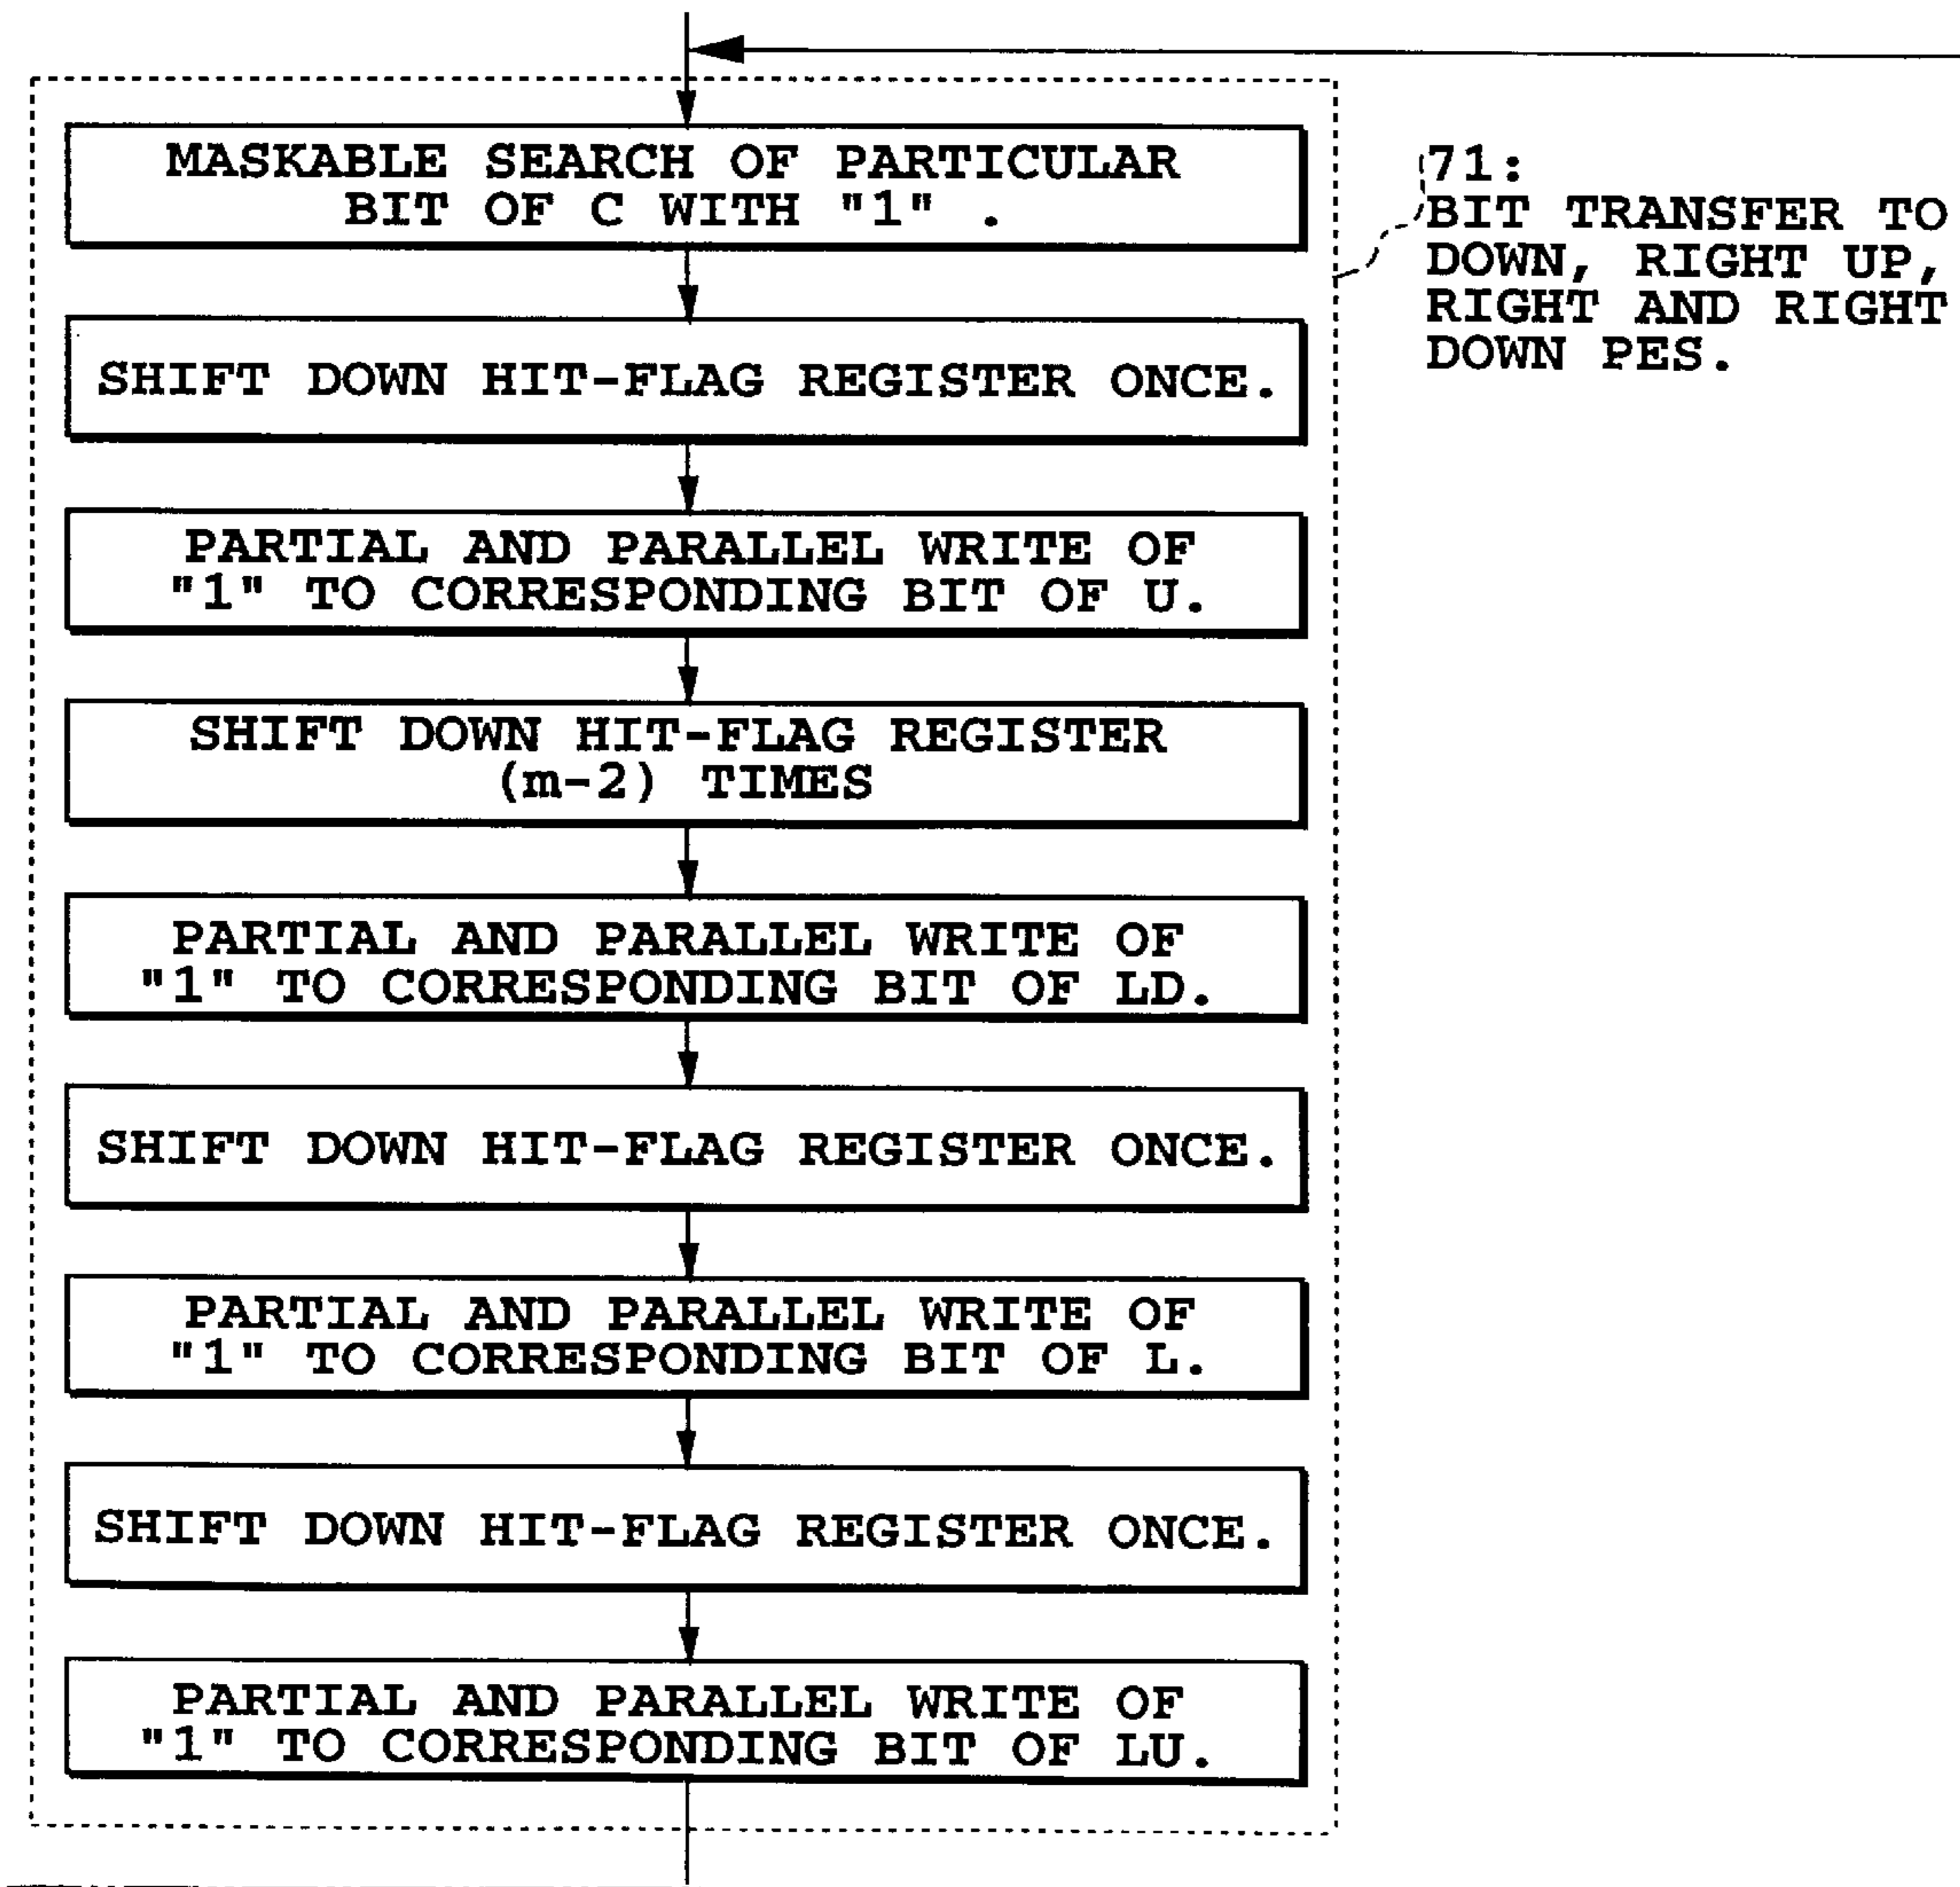 MASKABLE SEARCH OF PARTICULAR
BIT OF C WITH "1" .
71:
BIT TRANSFER TO
DOWN, RIGHT UP,
RIGHT AND RIGHT
DOWN PES.
SHIFT DOWN HIT-FLAG REGISTER ONCE.
PARTIAL AND PARALLEL WRITE OF
"1" TO CORRESPONDING BIT OF U.
SHIFT DOWN HIT-FLAG REGISTER
(m-2) TIMES
PARTIAL AND PARALLEL WRITE OF
"1" TO CORRESPONDING BIT OF LD.
SHIFT DOWN HIT-FLAG REGISTER ONCE.
PARTIAL AND PARALLEL WRITE OF
"1" TO CORRESPONDING BIT OF L.
SHIFT DOWN HIT-FLAG REGISTER ONCE.
PARTIAL AND PARALLEL WRITE OF
"1" TO CORRESPONDING BIT OF LU.